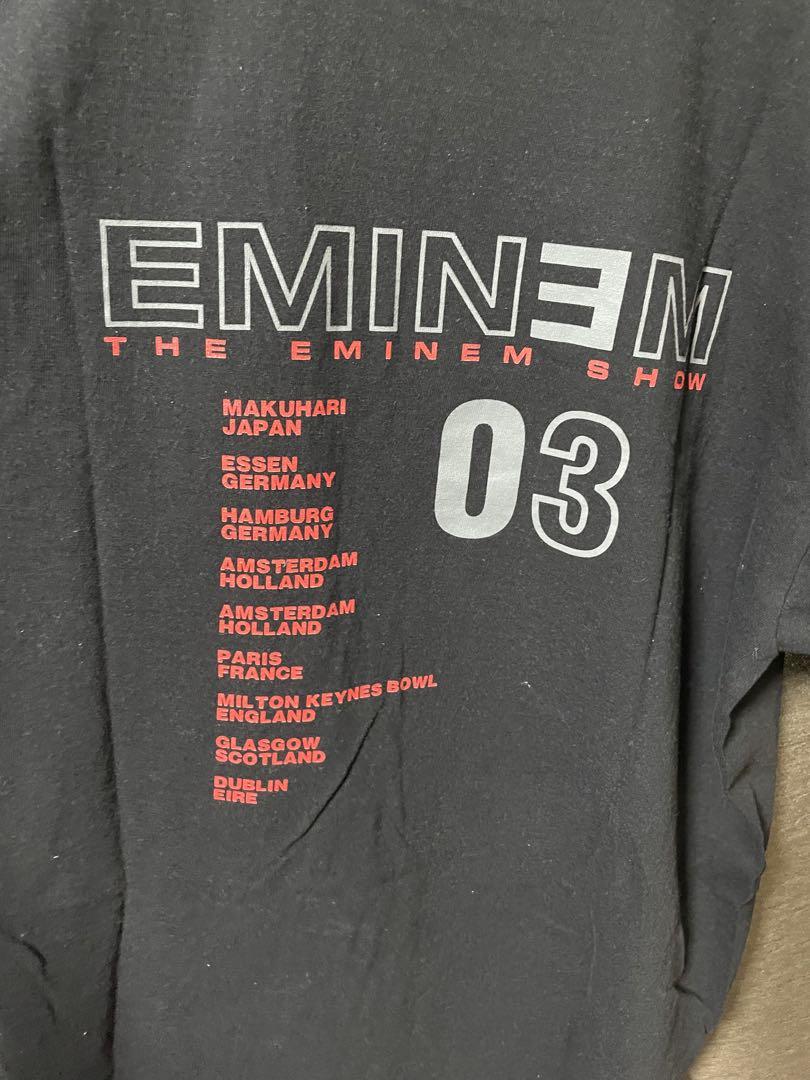 EMINƎM
THE EMINEM SHOW
03
MAKUHARI
JAPAN
ESSEN
GERMANY
HAMBURG
GERMANY
AMSTERDAM
HOLLAND
AMSTERDAM
HOLLAND
PARIS
FRANCE
MILTON KEYNES BOWL
ENGLAND
GLASGOW
SCOTLAND
DUBLIN
EIRE